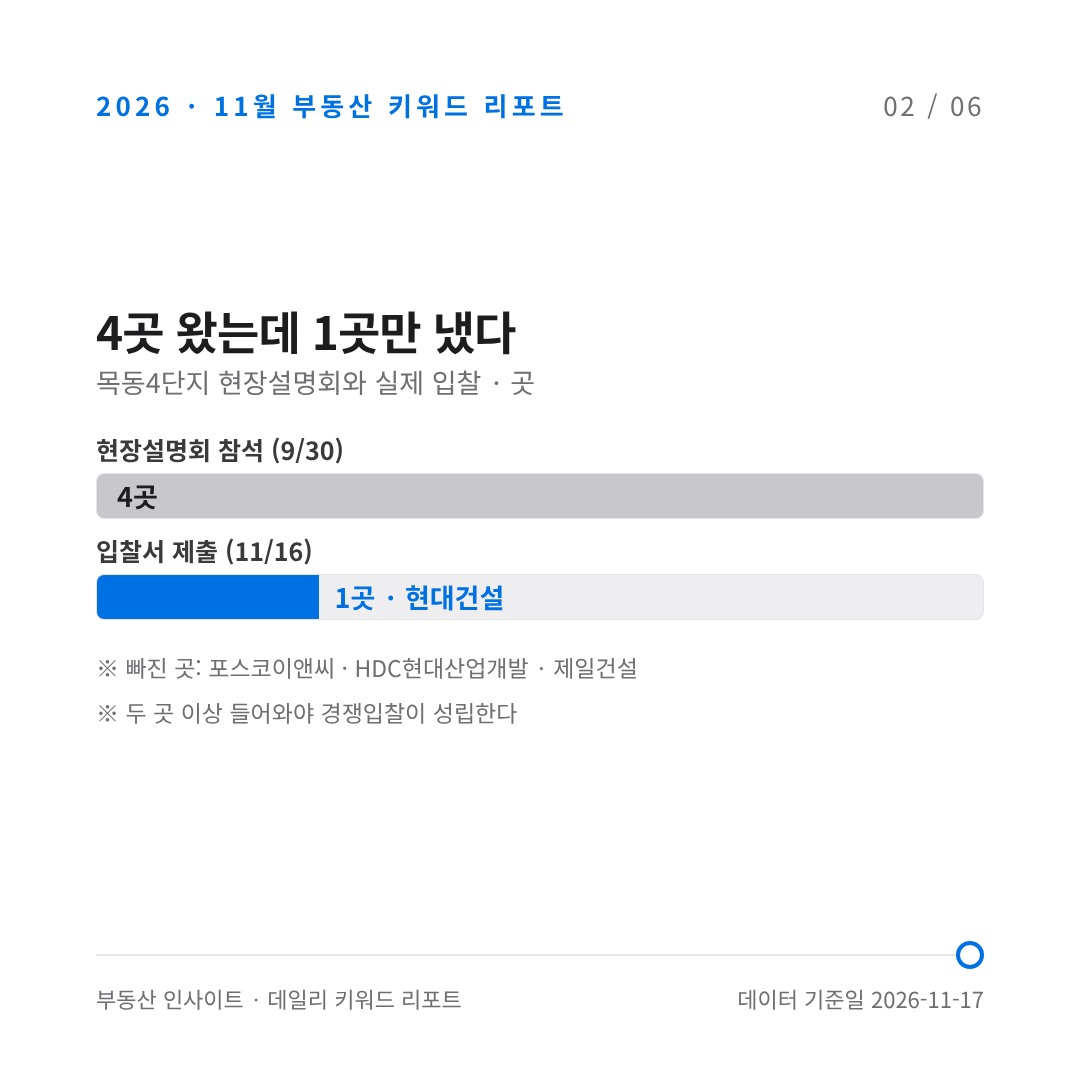 2026 · 11월 부동산 키워드 리포트
02 / 06
4곳 왔는데 1곳만 냈다
목동4단지 현장설명회와 실제 입찰 · 곳
현장설명회 참석 (9/30)
4곳
입찰서 제출 (11/16)
1곳 · 현대건설
※ 빠진 곳: 포스코이앤씨 · HDC현대산업개발 · 제일건설
※ 두 곳 이상 들어와야 경쟁입찰이 성립한다
부동산 인사이트 · 데일리 키워드 리포트
데이터 기준일 2026-11-17